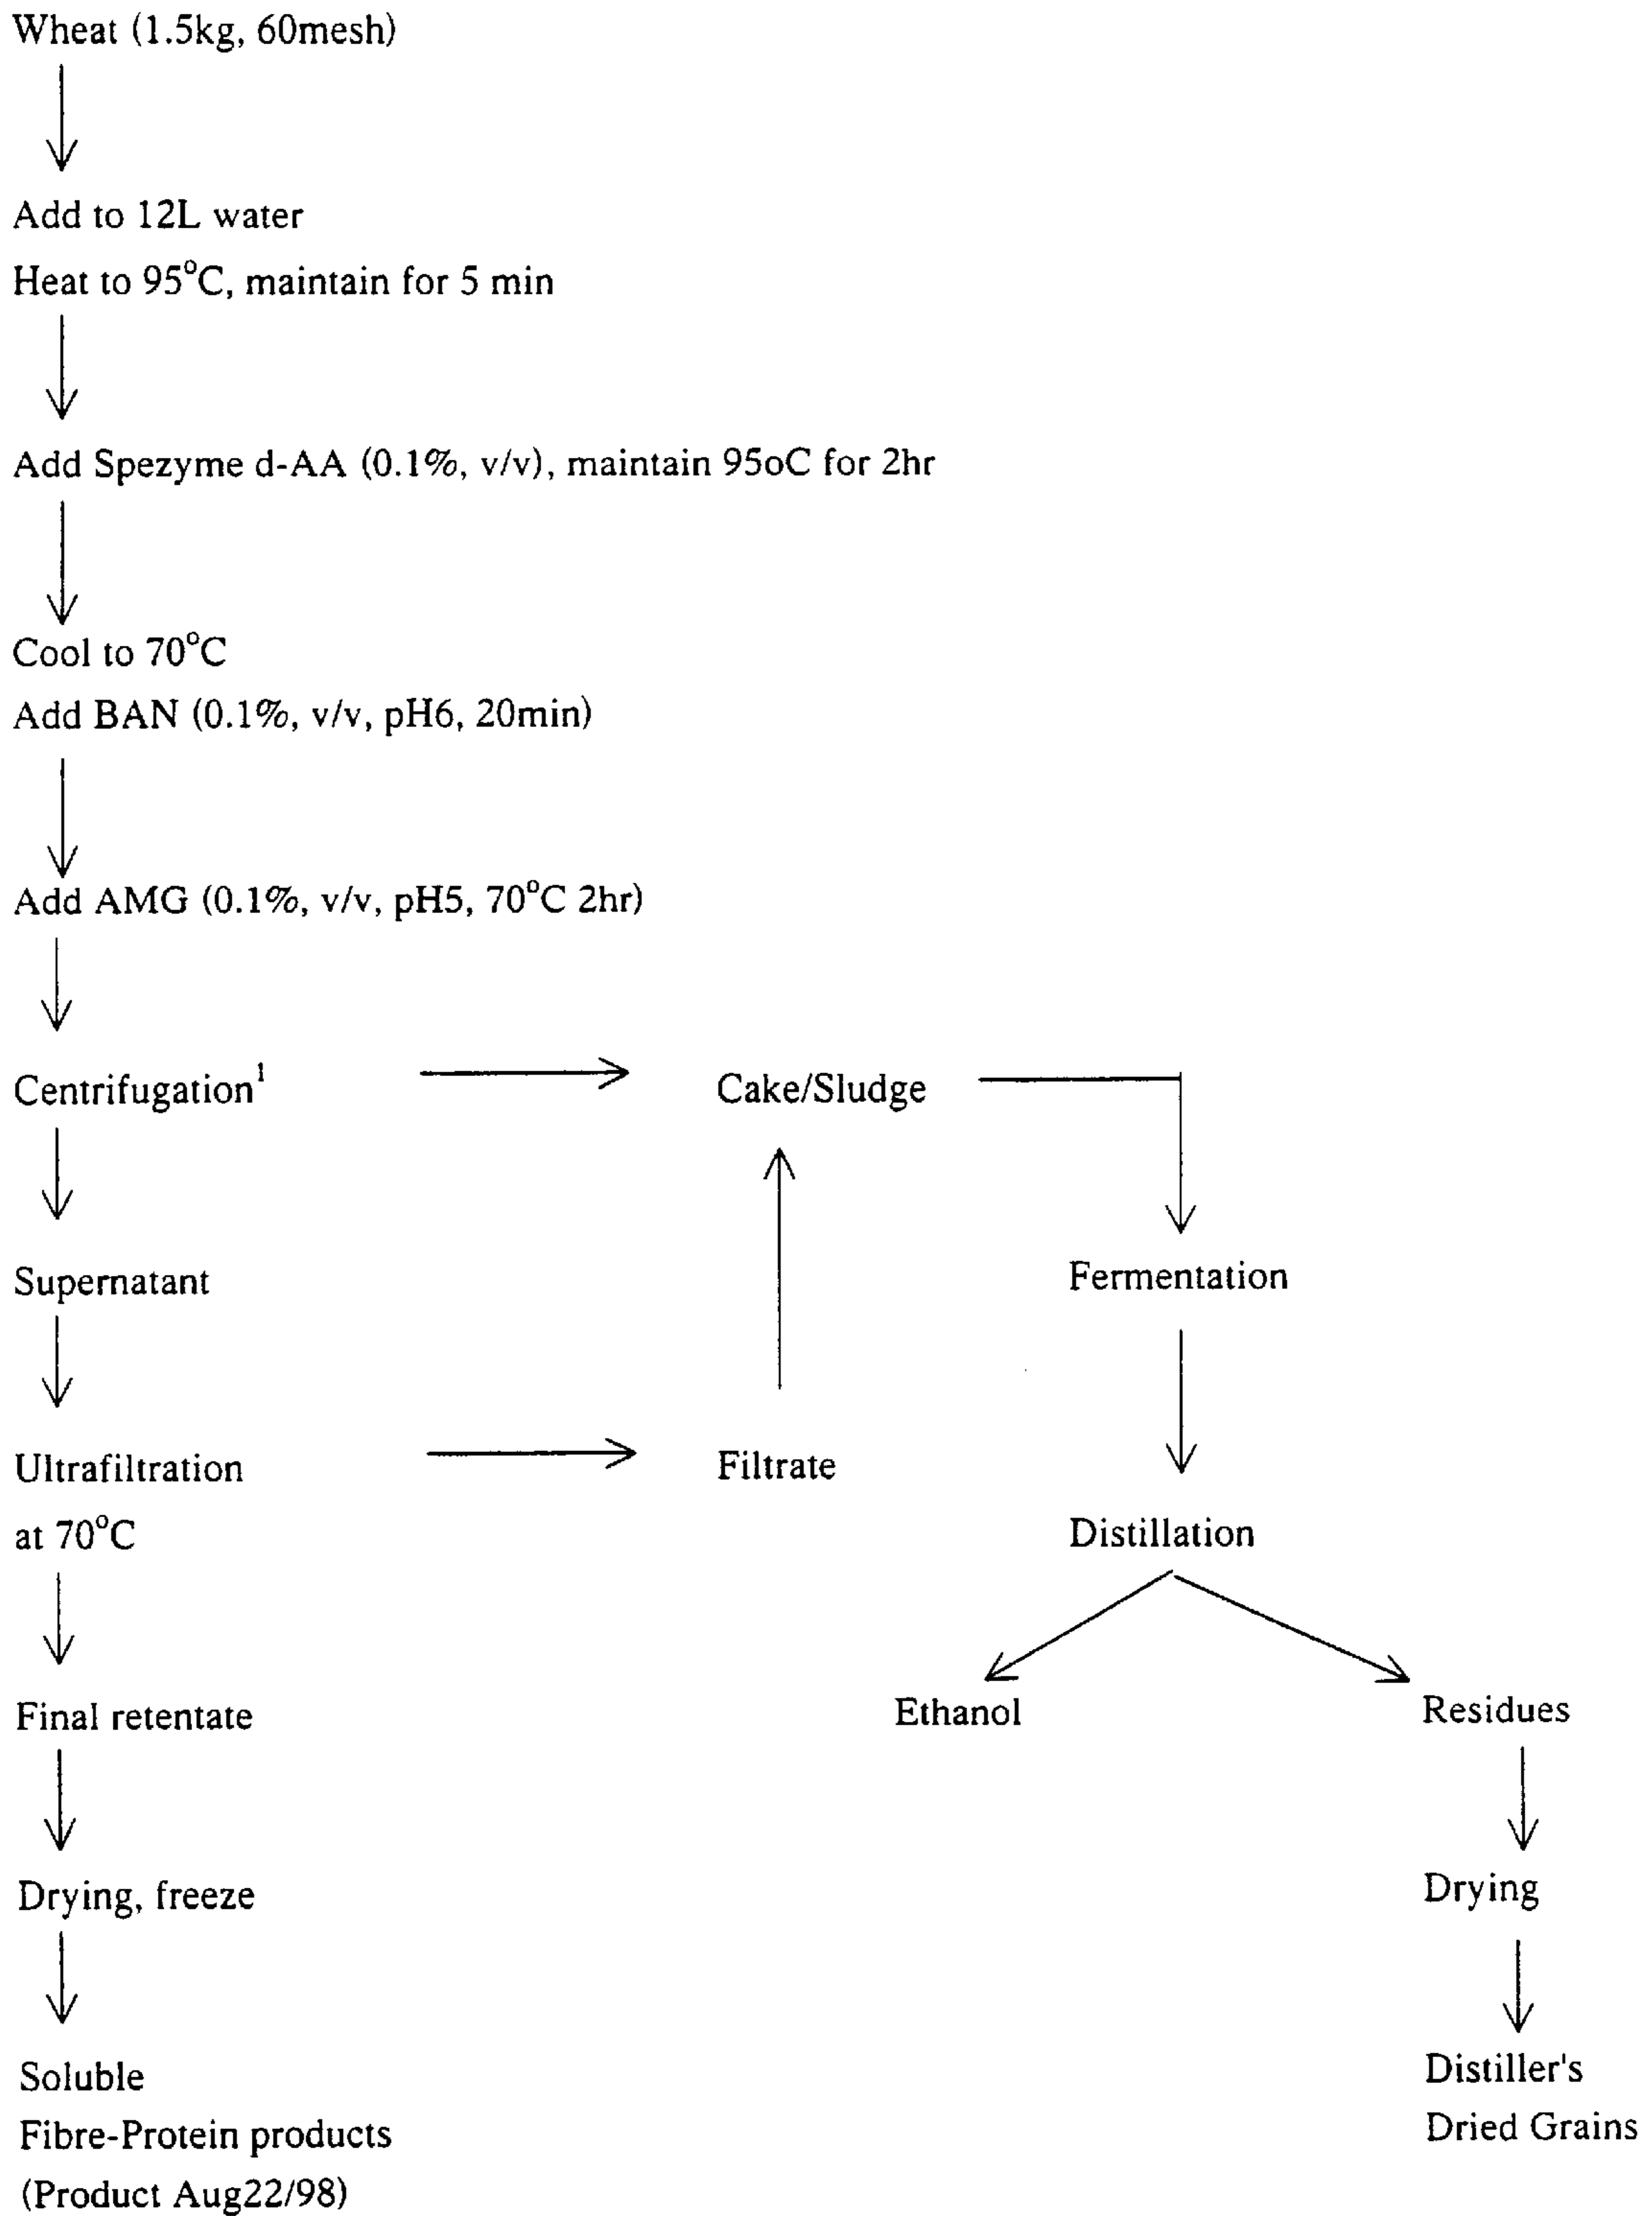 Wheat (1.5kg, 60mesh)
Add to 12L water
Heat to 95°C, maintain for 5 min
Add Spezyme d-AA (0.1%, v/v), maintain 95oC for 2hr
Cool to 70°C
Add BAN (0.1%, v/v, pH6, 20min)
Add AMG (0.1%, v/v, pH5, 70°C 2hr)
Centrifugation¹
Cake/Sludge
Supernatant
Fermentation
Ultrafiltration
at 70°C
Filtrate
Distillation
Final retentate
Ethanol
Residues
Drying, freeze
Drying
Soluble
Fibre-Protein products
(Product Aug22/98)
Distiller's
Dried Grains